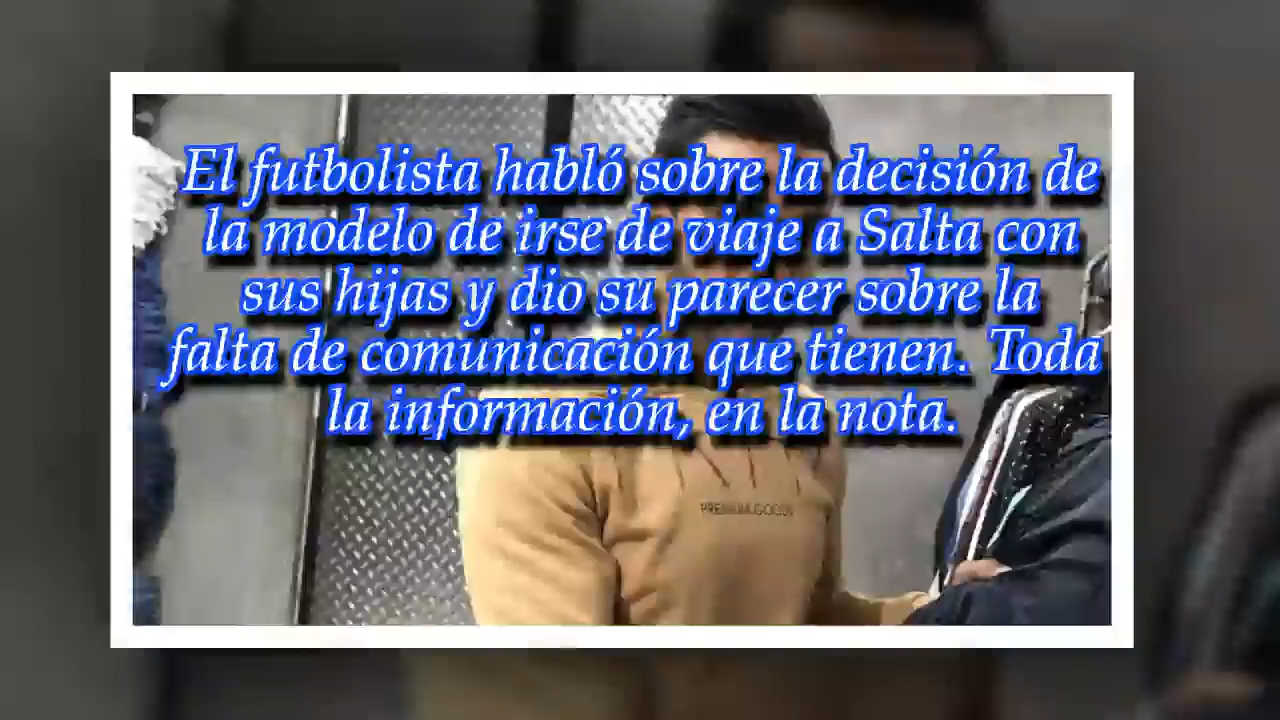 El futbolista habló sobre la decisión de
la modelo de irse de viaje a Salta con
sus hijas y dio su parecer sobre la
falta de comunicación que tienen. Toda
la información, en la nota.
PREMIUM GOODS